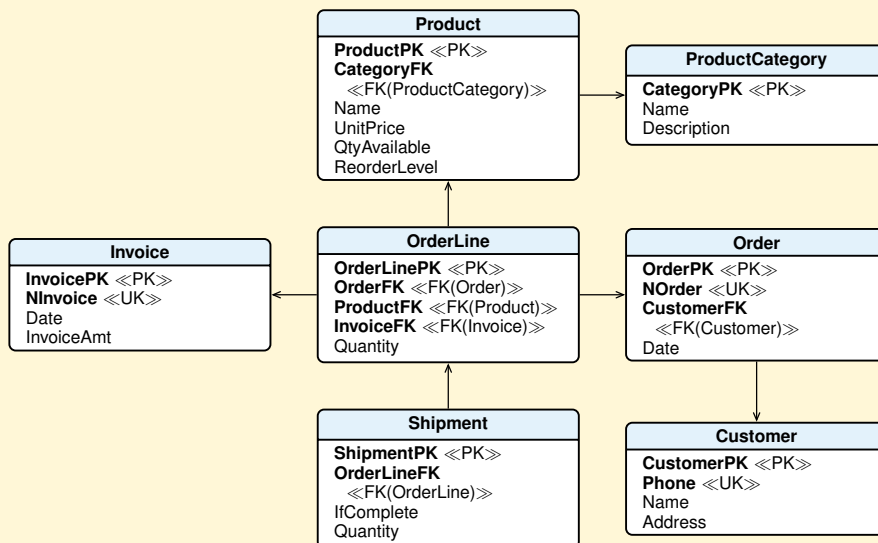 Product
ProductPK ≪PK≫
CategoryFK
≪FK(ProductCategory)≫
Name
UnitPrice
QtyAvailable
ReorderLevel
ProductCategory
CategoryPK ≪PK≫
Name
Description
Invoice
InvoicePK ≪PK≫
NInvoice ≪UK≫
Date
InvoiceAmt
OrderLine
OrderLinePK ≪PK≫
OrderFK ≪FK(Order)≫
ProductFK ≪FK(Product)≫
InvoiceFK ≪FK(Invoice)≫
Quantity
Order
OrderPK ≪PK≫
NOrder ≪UK≫
CustomerFK
≪FK(Customer)≫
Date
Shipment
ShipmentPK ≪PK≫
OrderLineFK
≪FK(OrderLine)≫
IfComplete
Quantity
Customer
CustomerPK ≪PK≫
Phone ≪UK≫
Name
Address